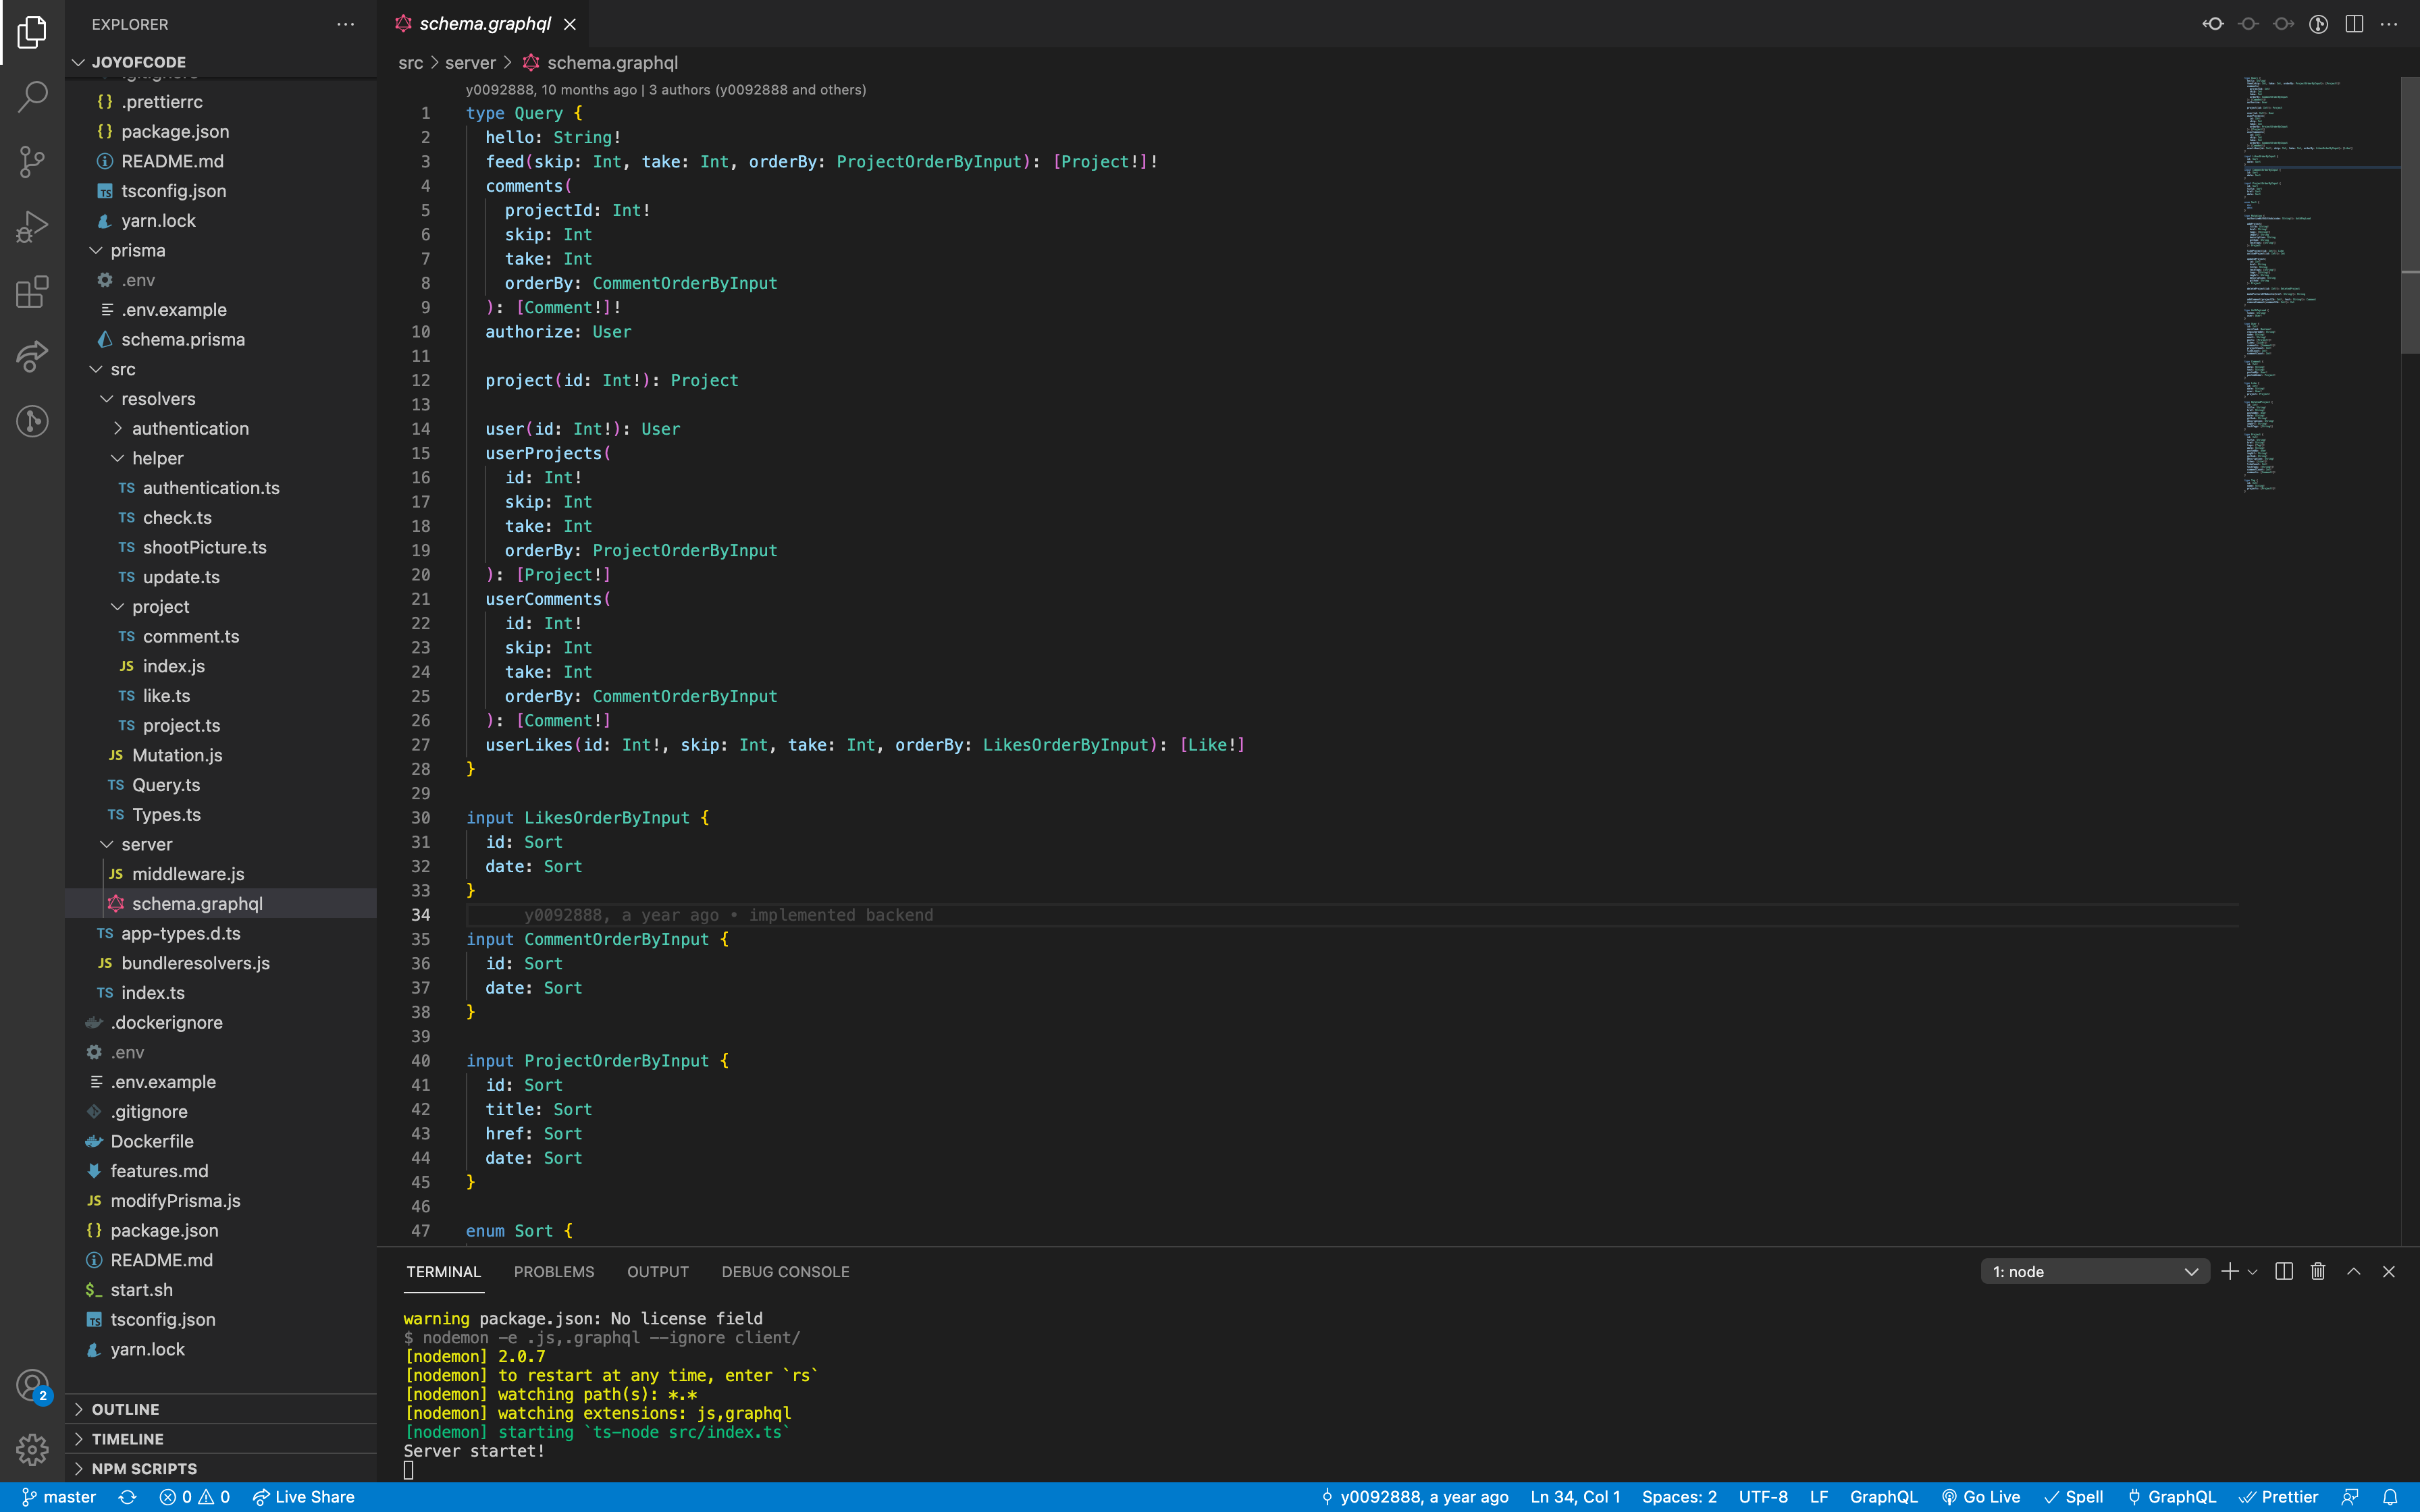 EXPLORER
JOYOFCODE
.prettierrc
package.json
README.md
tsconfig.json
yarn.lock
prisma
.env
.env.example
schema.prisma
src
resolvers
authentication
helper
authentication.ts
check.ts
shootPicture.ts
update.ts
project
comment.ts
index.js
like.ts
project.ts
Mutation.js
Query.ts
Types.ts
server
middleware.js
schema.graphql
app-types.d.ts
bundleresolvers.js
index.ts
.dockerignore
.env
.env.example
.gitignore
Dockerfile
features.md
modifyPrisma.js
package.json
README.md
start.sh
tsconfig.json
yarn.lock
OUTLINE
TIMELINE
NPM SCRIPTS
schema.graphql
src > server > schema.graphql
y0092888, 10 months ago | 3 authors (y0092888 and others)
1 type Query {
2 hello: String!
3 feed(skip: Int, take: Int, orderBy: ProjectOrderByInput): [Project!]!
4 comments(
5 projectId: Int!
6 skip: Int
7 take: Int
8 orderBy: CommentOrderByInput
9 ): [Comment!]!
10 authorize: User
11
12 project(id: Int!): Project
13
14 user(id: Int!): User
15 userProjects(
16 id: Int!
17 skip: Int
18 take: Int
19 orderBy: ProjectOrderByInput
20 ): [Project!]
21 userComments(
22 id: Int!
23 skip: Int
24 take: Int
25 orderBy: CommentOrderByInput
26 ): [Comment!]
27 userLikes(id: Int!, skip: Int, take: Int, orderBy: LikesOrderByInput): [Like!]
28 }
29
30 input LikesOrderByInput {
31 id: Sort
32 date: Sort
33 }
34 y0092888, a year ago • implemented backend
35 input CommentOrderByInput {
36 id: Sort
37 date: Sort
38 }
39
40 input ProjectOrderByInput {
41 id: Sort
42 title: Sort
43 href: Sort
44 date: Sort
45 }
46
47 enum Sort {
TERMINAL PROBLEMS OUTPUT DEBUG CONSOLE 1: node
warning package.json: No license field
$ nodemon -e .js,.graphql --ignore client/
[nodemon] 2.0.7
[nodemon] to restart at any time, enter `rs`
[nodemon] watching path(s): *.*
[nodemon] watching extensions: js,graphql
[nodemon] starting `ts-node src/index.ts`
Server startet!
2
master 0 0 Live Share y0092888, a year ago Ln 34, Col 1 Spaces: 2 UTF-8 LF GraphQL Go Live Spell GraphQL Prettier